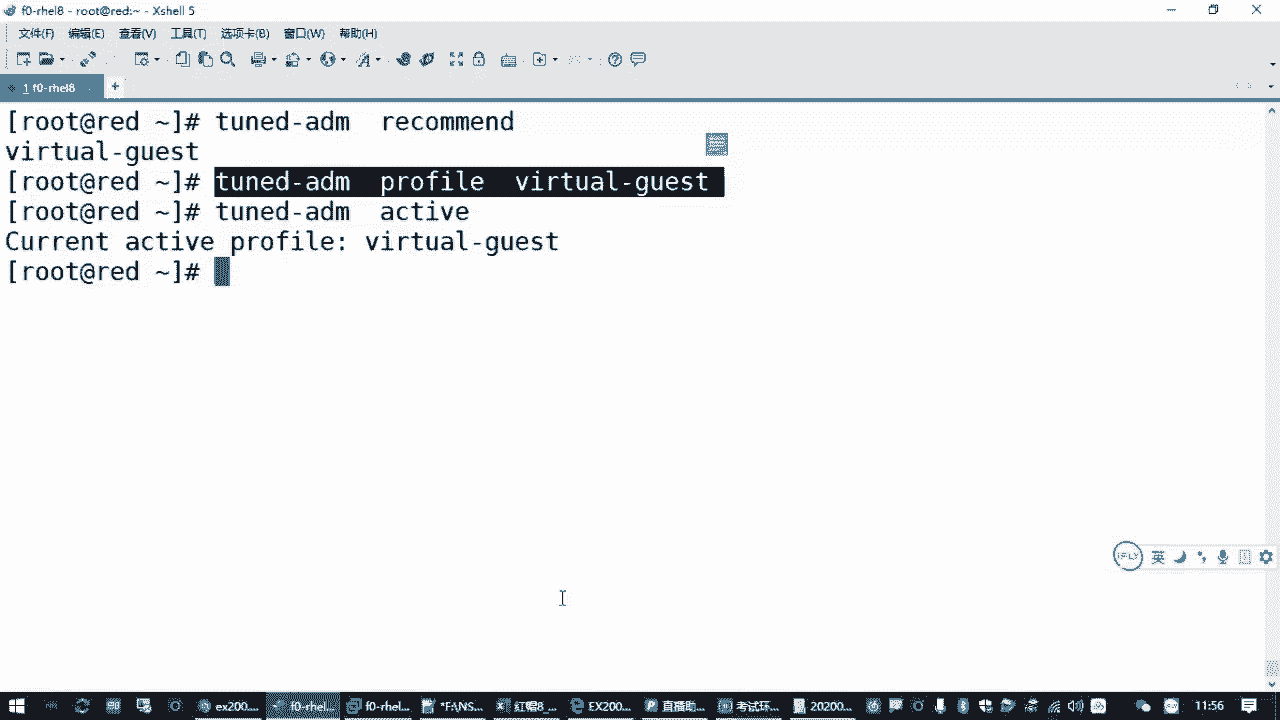 f0-rhel8 - root@red:~ - Xshell 5
文件(F) 编辑(E) 查看(V) 工具(T) 选项卡(B) 窗口(W) 帮助(H)
1 f0-rhel8
[root@red ~]# tuned-adm  recommend
virtual-guest
[root@red ~]# tuned-adm  profile  virtual-guest
[root@red ~]# tuned-adm  active
Current active profile: virtual-guest
[root@red ~]#
iFLY 英
ex200... f0-rhel... f0-rhel... *FANS... 红帽8_... EX200... 直播助... 考试环... 20200... 11:56